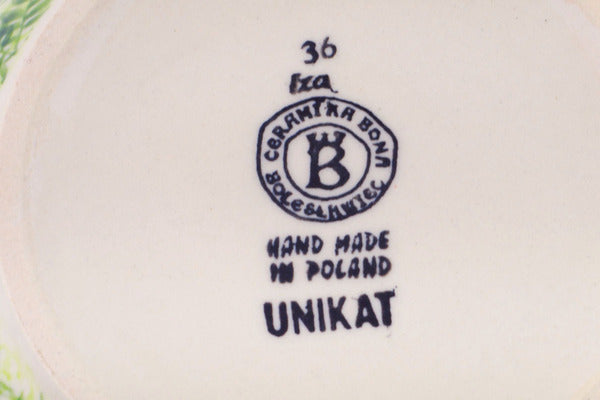 36
Iza
CERAMIKA BONA
B
BOLESŁAWIEC
HAND MADE
IN POLAND
UNIKAT